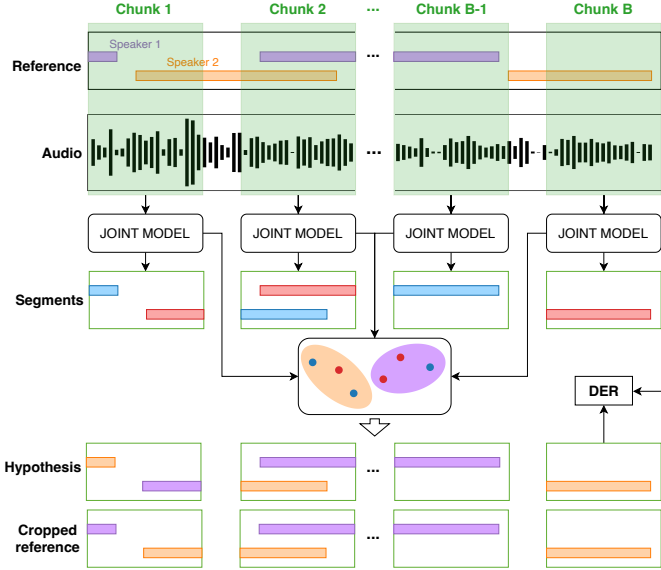 Chunk 1 Chunk 2 ... Chunk B-1 Chunk B
Speaker 1
Reference ...
Speaker 2
Audio ...
JOINT MODEL JOINT MODEL JOINT MODEL JOINT MODEL
Segments
DER
Hypothesis ...
Cropped
reference ...